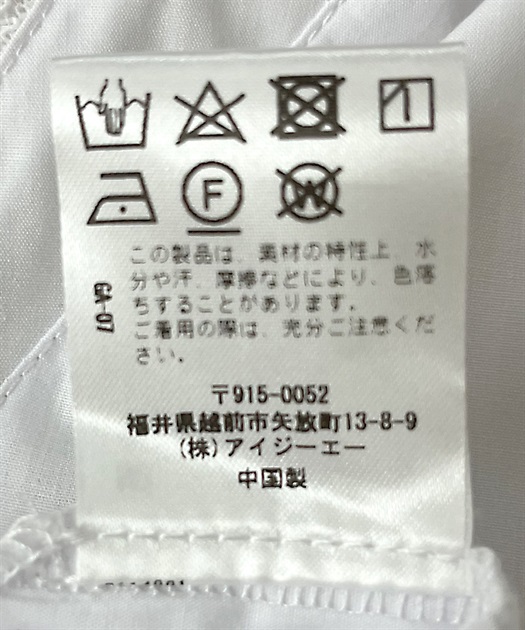 F
W
この製品は、素材の特性上、水
分や汗、摩擦などにより、色落
ちすることがあります。
ご着用の際は、充分ご注意くだ
さい。
GA-07
〒915-0052
福井県越前市矢放町13-8-9
(株)アイジーエー
中国製